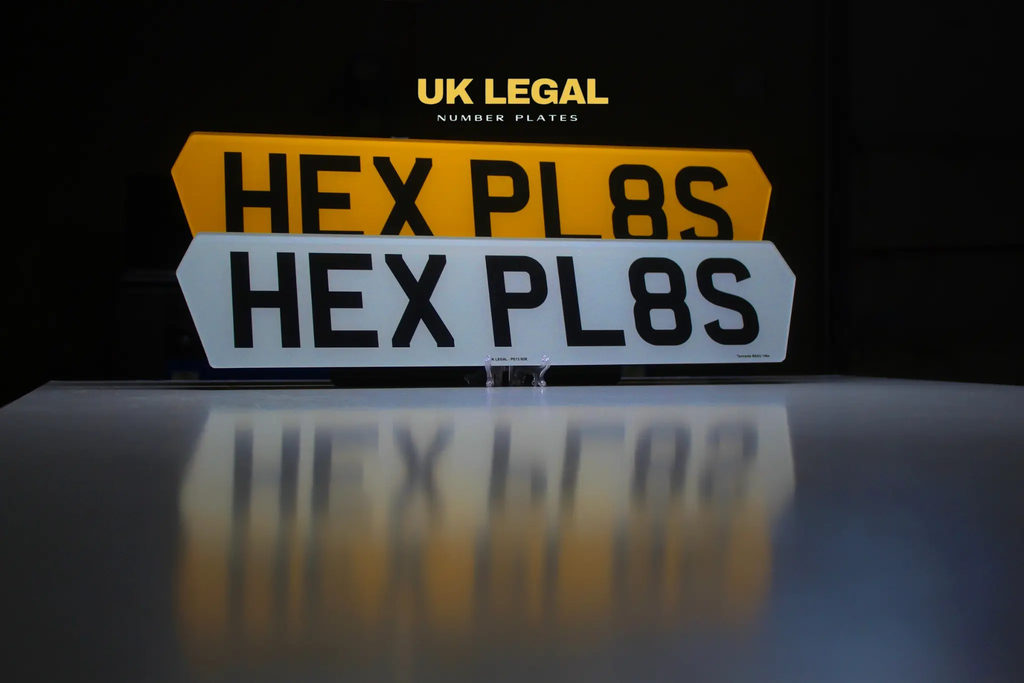 UK LEGAL
NUMBER PLATES
HEX PL8S
HEX PL8S